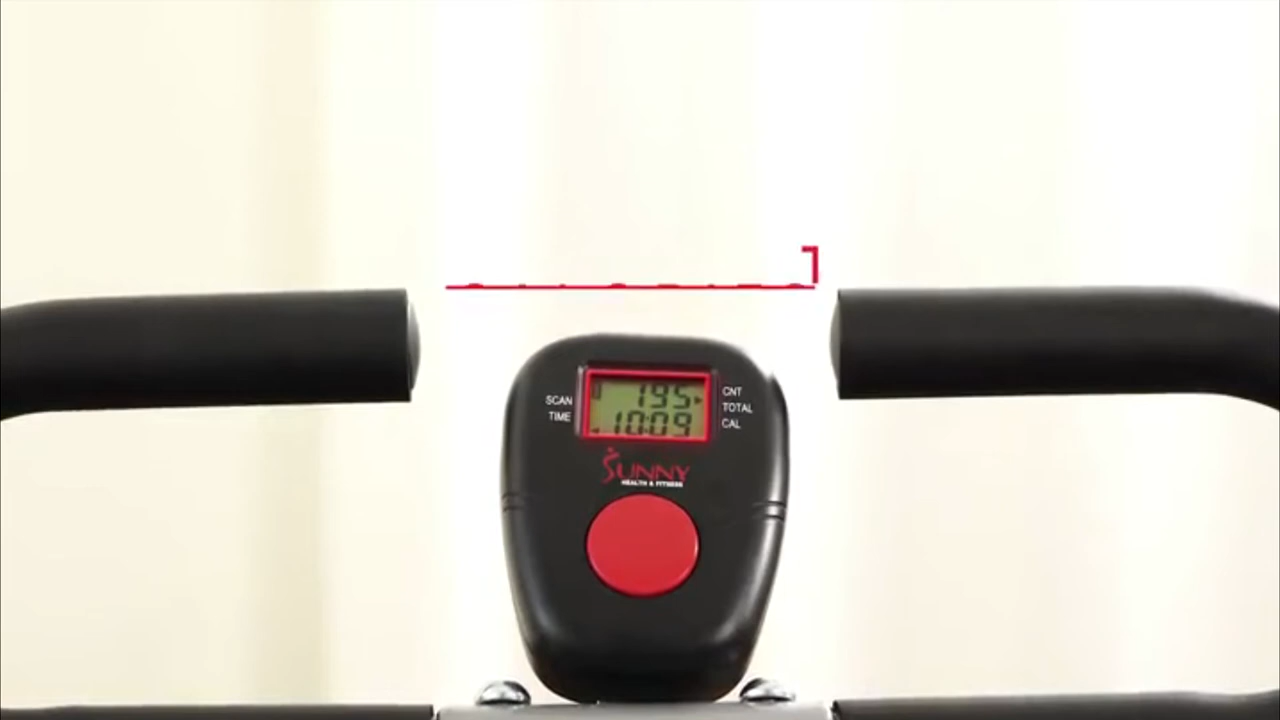 195
10:09
SCAN
TIME
CNT
TOTAL
CAL
SUNNY
HEALTH & FITNESS